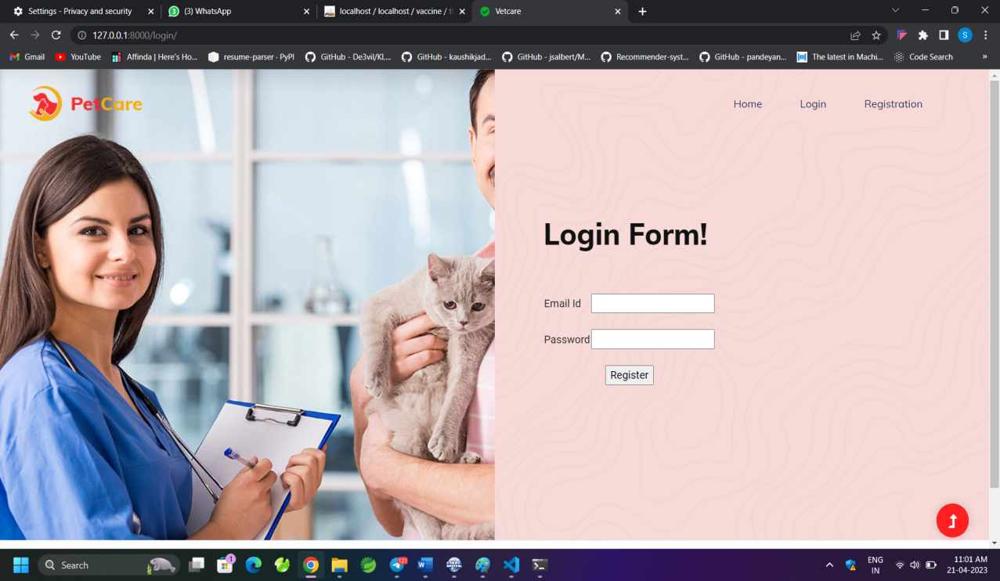 Settings - Privacy and security
(3) WhatsApp
localhost / localhost / vaccine / tl
Vetcare
127.0.0.1:8000/login/
S
Gmail
YouTube
Affinda | Here's Ho...
resume-parser · PyPI
GitHub - De3vil/KL...
GitHub - kaushikjad...
GitHub - jsalbert/M...
Recommender-syst...
GitHub - pandeyan...
The latest in Machi...
Code Search
»
PetCare
Home
Login
Registration
Login Form!
Email Id
Password
Register
Search
1
121
ENG
IN
11:01 AM
21-04-2023